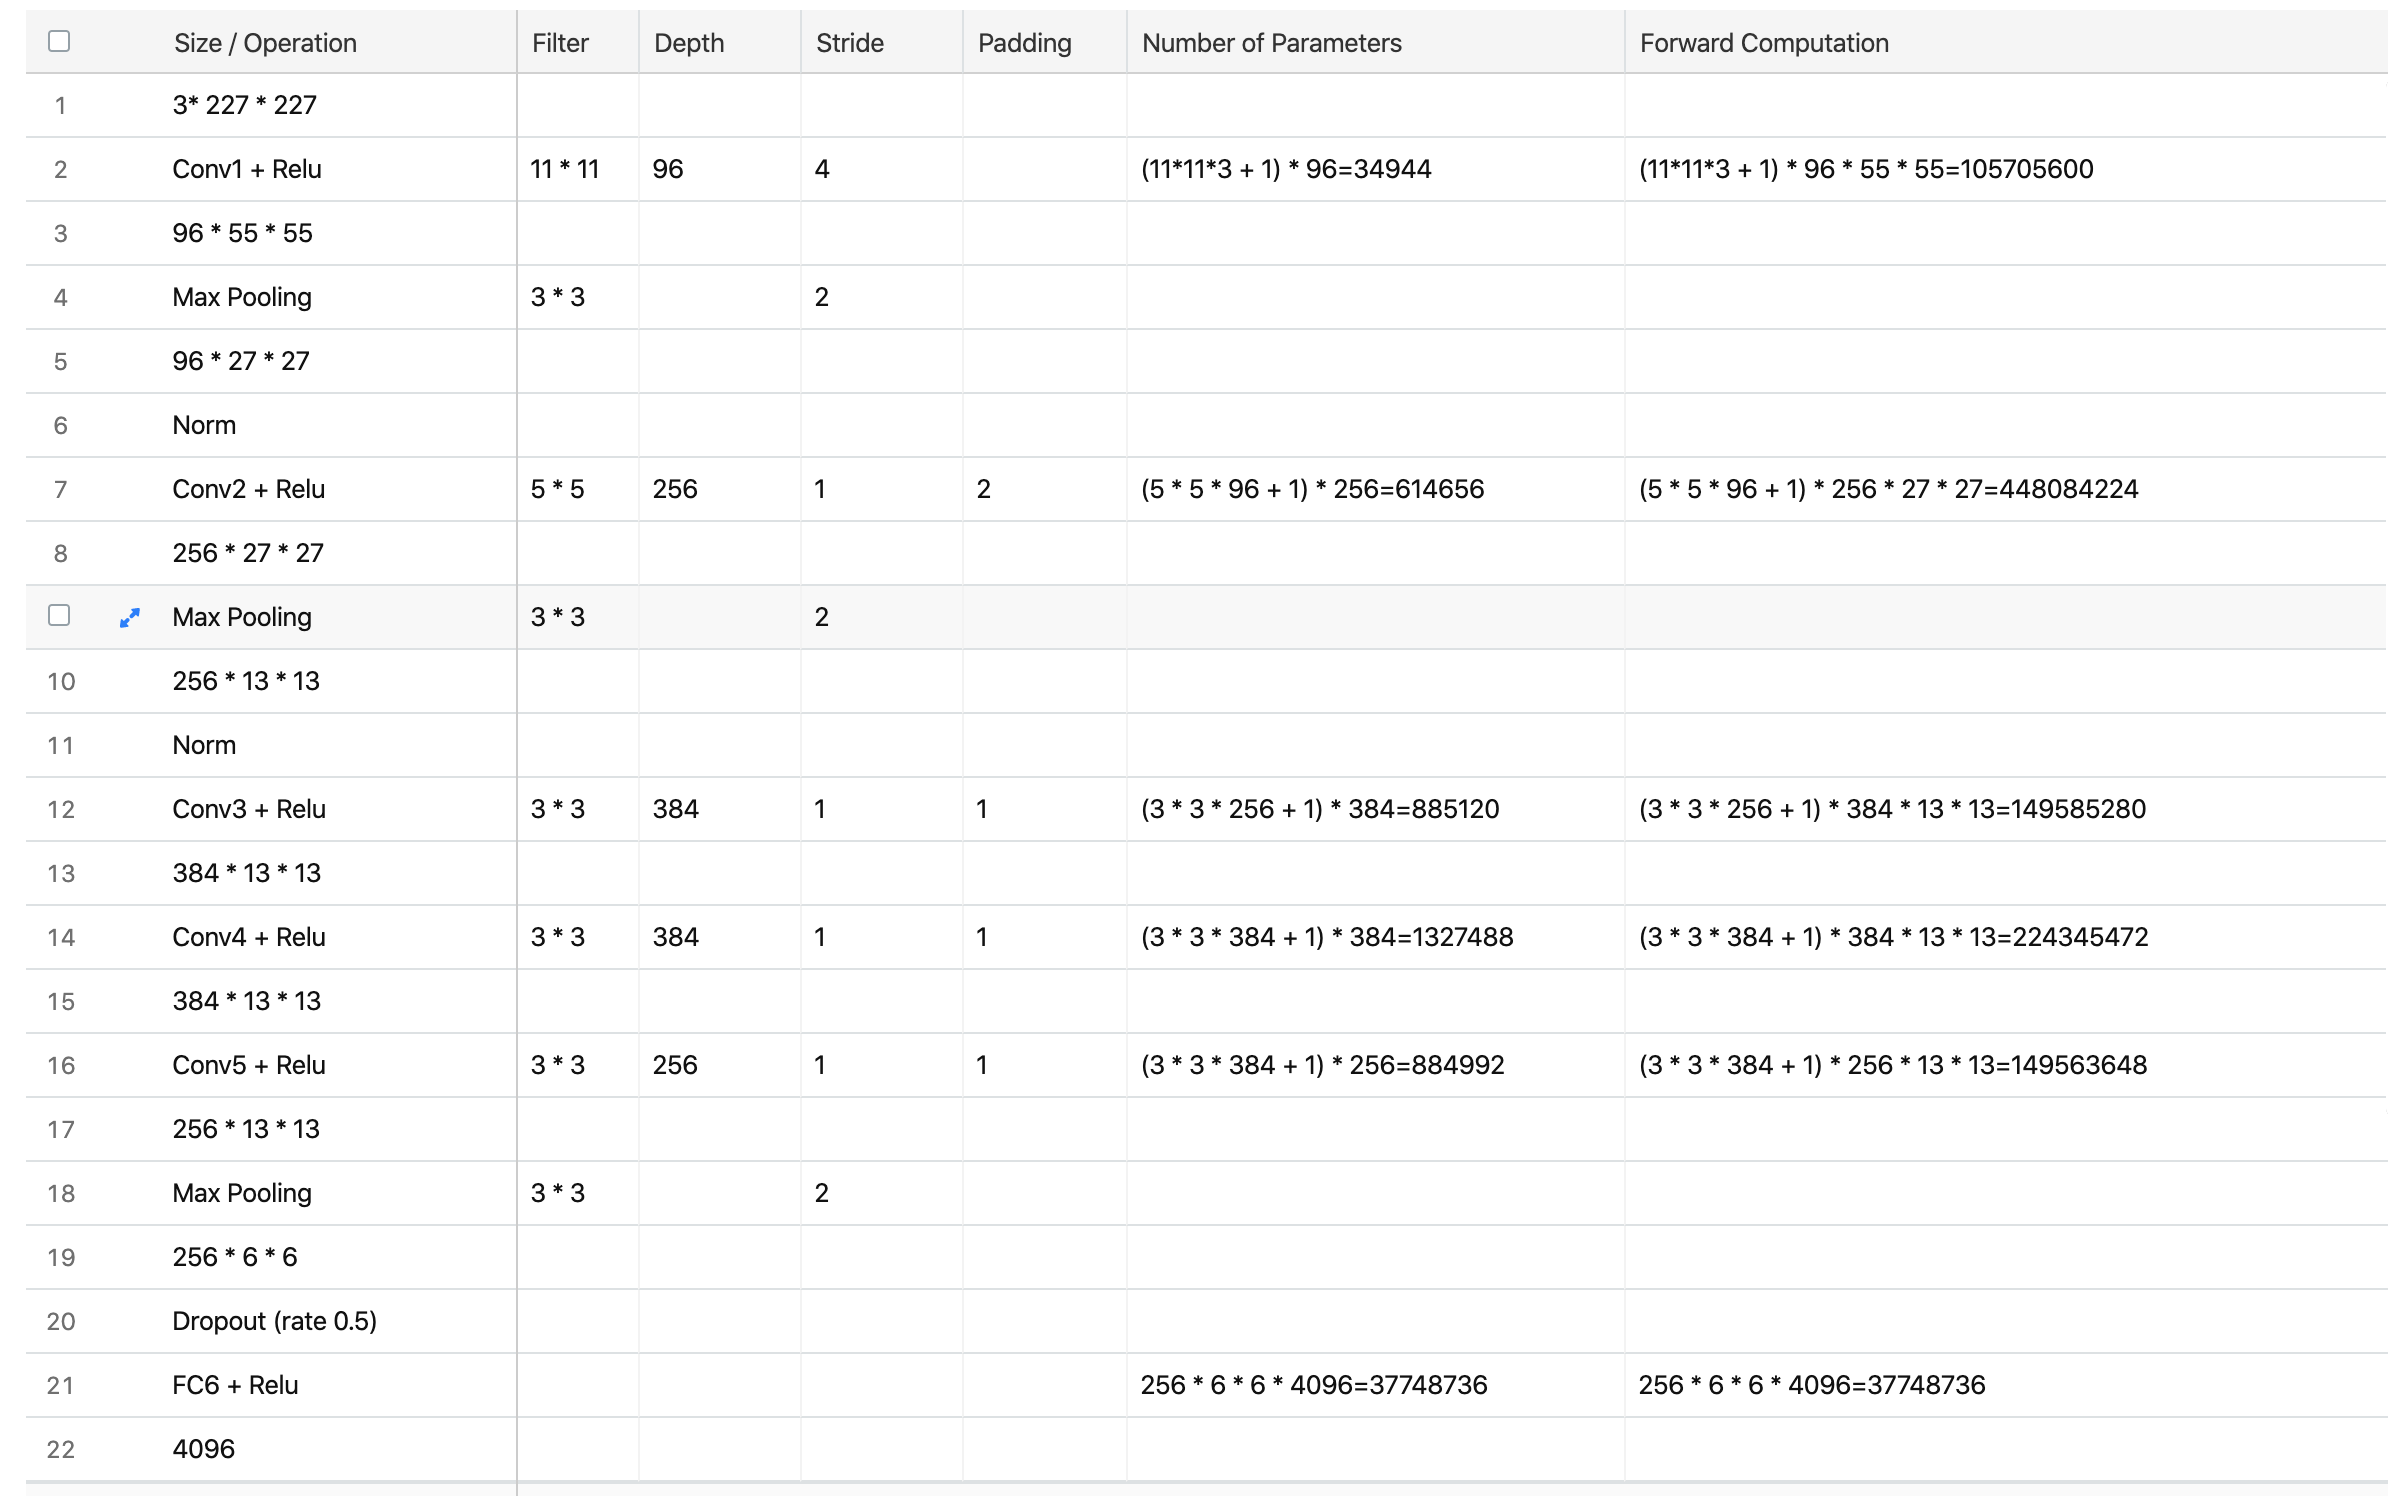 Size / Operation Filter Depth Stride Padding Number of Parameters Forward Computation
1 3* 227 * 227
2 Conv1 + Relu 11 * 11 96 4 (11*11*3 + 1) * 96=34944 (11*11*3 + 1) * 96 * 55 * 55=105705600
3 96 * 55 * 55
4 Max Pooling 3 * 3 2
5 96 * 27 * 27
6 Norm
7 Conv2 + Relu 5 * 5 256 1 2 (5 * 5 * 96 + 1) * 256=614656 (5 * 5 * 96 + 1) * 256 * 27 * 27=448084224
8 256 * 27 * 27
Max Pooling 3 * 3 2
10 256 * 13 * 13
11 Norm
12 Conv3 + Relu 3 * 3 384 1 1 (3 * 3 * 256 + 1) * 384=885120 (3 * 3 * 256 + 1) * 384 * 13 * 13=149585280
13 384 * 13 * 13
14 Conv4 + Relu 3 * 3 384 1 1 (3 * 3 * 384 + 1) * 384=1327488 (3 * 3 * 384 + 1) * 384 * 13 * 13=224345472
15 384 * 13 * 13
16 Conv5 + Relu 3 * 3 256 1 1 (3 * 3 * 384 + 1) * 256=884992 (3 * 3 * 384 + 1) * 256 * 13 * 13=149563648
17 256 * 13 * 13
18 Max Pooling 3 * 3 2
19 256 * 6 * 6
20 Dropout (rate 0.5)
21 FC6 + Relu 256 * 6 * 6 * 4096=37748736 256 * 6 * 6 * 4096=37748736
22 4096